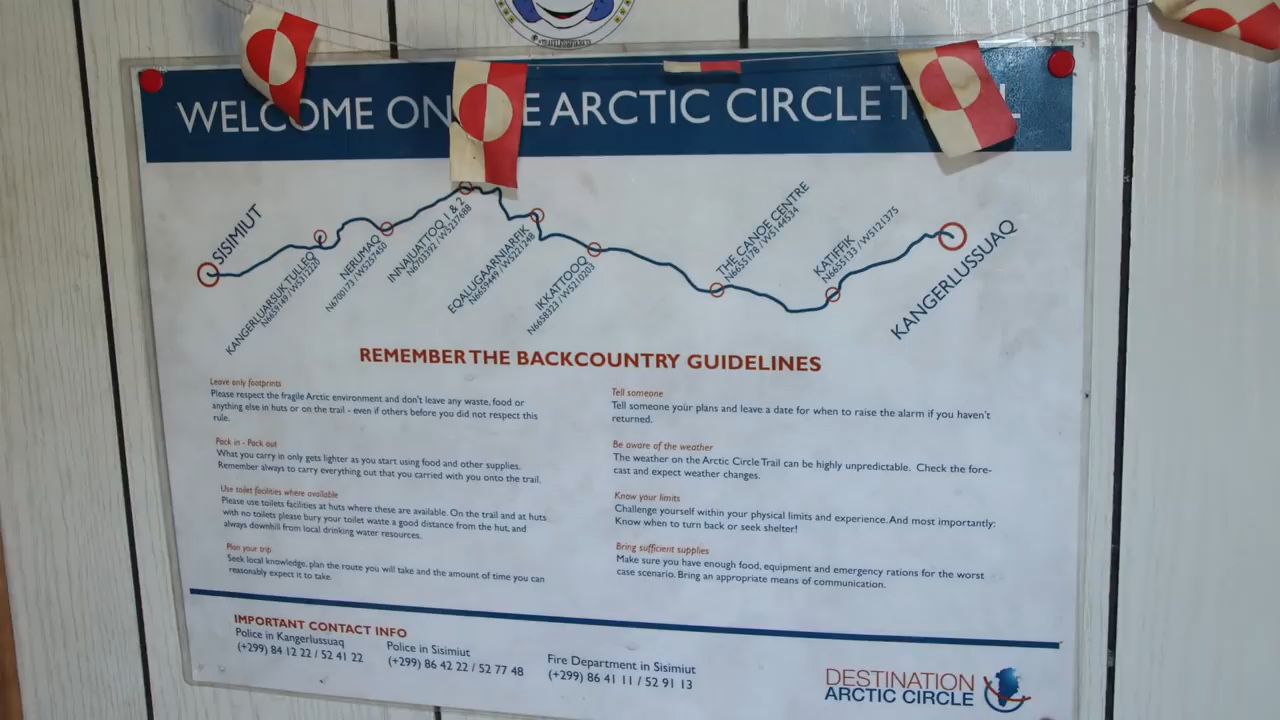 WELCOME ON THE ARCTIC CIRCLE TRAIL
SISIMIUT
KANGERLUARSUK TULLEQ
NERUMAQ
INNAJUATTOQ 1 & 2
EQALUGAARNIARFIK
IKKATTOOQ
N6658323 / W5210203
THE CANOE CENTRE
N6655178 / W5144534
KATIFFIK
N6655133 / W5121375
KANGERLUSSUAQ
REMEMBER THE BACKCOUNTRY GUIDELINES
Leave only footprints
Please respect the fragile Arctic environment and don't leave any waste, food or
anything else in huts or on the trail - even if others before you did not respect this
rule.
Pack in - Pack out
What you carry in only gets lighter as you start using food and other supplies.
Remember always to carry everything out that you carried with you onto the trail.
Use toilet facilities where available
Please use toilets facilities at huts where these are available. On the trail and at huts
with no toilets please bury your toilet waste a good distance from the hut, and
always downhill from local drinking water resources.
Plan your trip
Seek local knowledge, plan the route you will take and the amount of time you can
reasonably expect it to take.
Tell someone
Tell someone your plans and leave a date for when to raise the alarm if you haven't
returned.
Be aware of the weather
The weather on the Arctic Circle Trail can be highly unpredictable. Check the fore-
cast and expect weather changes.
Know your limits
Challenge yourself within your physical limits and experience. And most importantly:
Know when to turn back or seek shelter!
Bring sufficient supplies
Make sure you have enough food, equipment and emergency rations for the worst
case scenario. Bring an appropriate means of communication.
IMPORTANT CONTACT INFO
Police in Kangerlussuaq
(+299) 84 12 22 / 52 41 22
Police in Sisimiut
(+299) 86 42 22 / 52 77 48
Fire Department in Sisimiut
(+299) 86 41 11 / 52 91 13
DESTINATION
ARCTIC CIRCLE